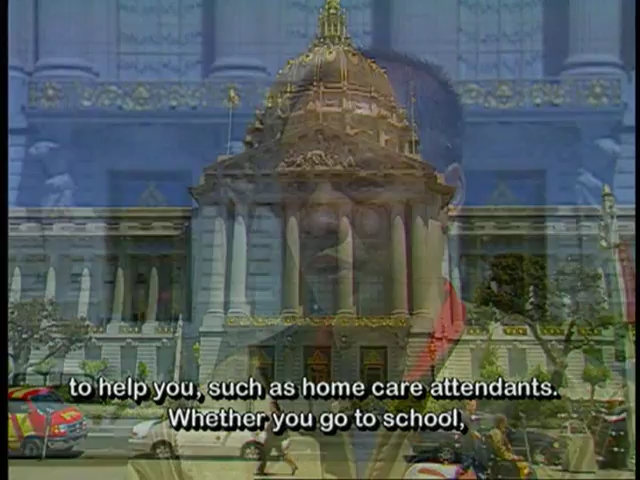 to help you, such as home care attendants.
Whether you go to school,